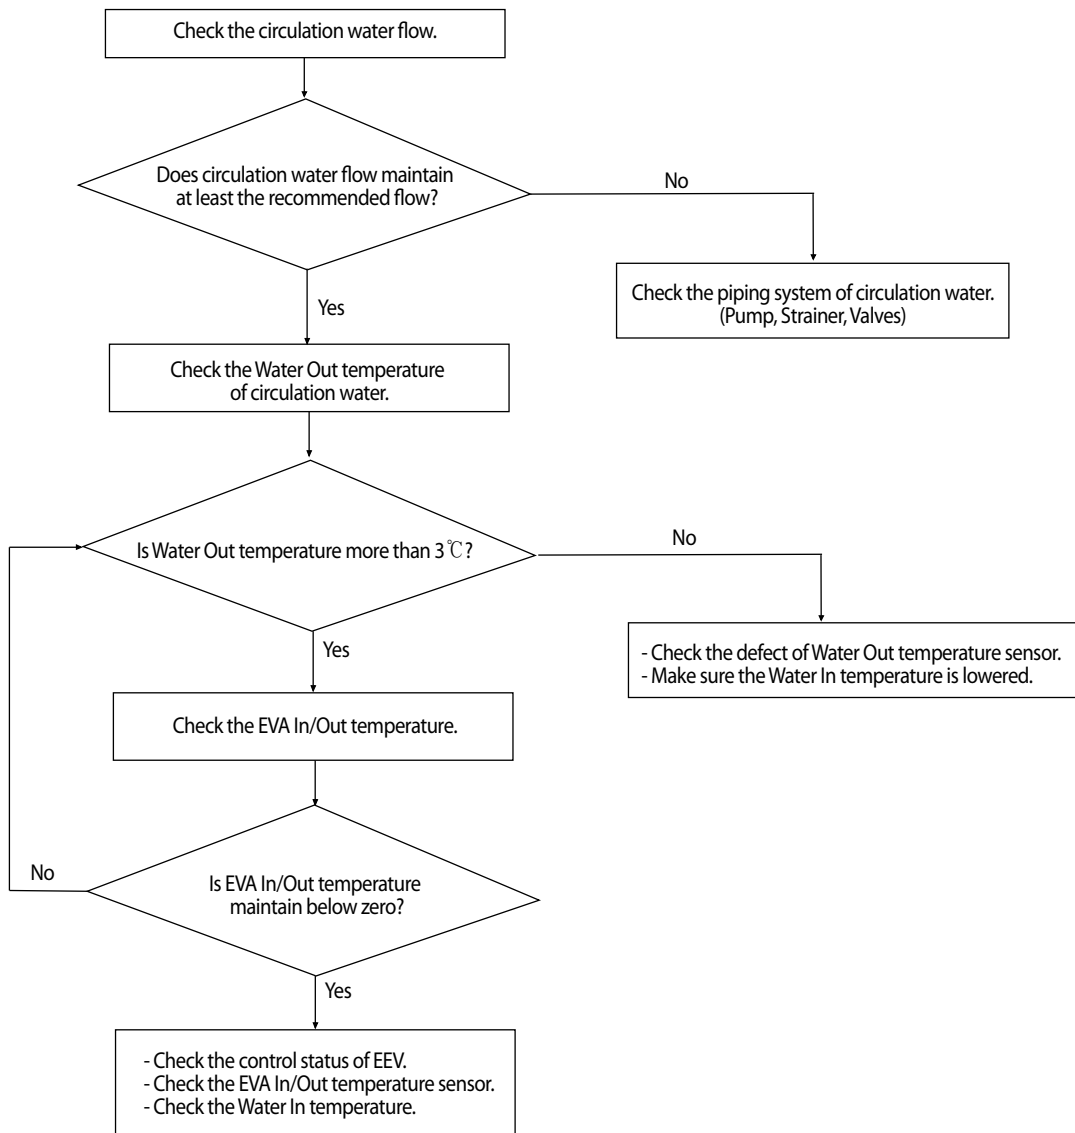 Check the circulation water flow.
Does circulation water flow maintain
at least the recommended flow?
No
Check the piping system of circulation water.
(Pump, Strainer, Valves)
Yes
Check the Water Out temperature
of circulation water.
Is Water Out temperature more than 3℃?
No
- Check the defect of Water Out temperature sensor.
- Make sure the Water In temperature is lowered.
Yes
Check the EVA In/Out temperature.
No
Is EVA In/Out temperature
maintain below zero?
Yes
- Check the control status of EEV.
- Check the EVA In/Out temperature sensor.
- Check the Water In temperature.